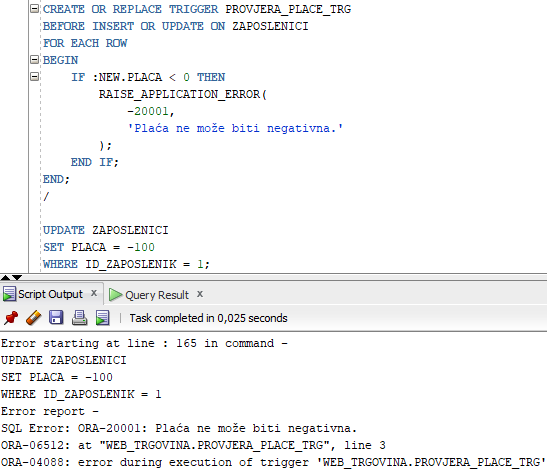 CREATE OR REPLACE TRIGGER PROVJERA_PLACE_TRG
BEFORE INSERT OR UPDATE ON ZAPOSLENICI
FOR EACH ROW
BEGIN
    IF :NEW.PLACA < 0 THEN
        RAISE_APPLICATION_ERROR(
            -20001,
            'Plaća ne može biti negativna.'
        );
    END IF;
END;
/
UPDATE ZAPOSLENICI
SET PLACA = -100
WHERE ID_ZAPOSLENIK = 1;
Script Output x Query Result x
Task completed in 0,025 seconds
Error starting at line : 165 in command -
UPDATE ZAPOSLENICI
SET PLACA = -100
WHERE ID_ZAPOSLENIK = 1
Error report -
SQL Error: ORA-20001: Plaća ne može biti negativna.
ORA-06512: at "WEB_TRGOVINA.PROVJERA_PLACE_TRG", line 3
ORA-04088: error during execution of trigger 'WEB_TRGOVINA.PROVJERA_PLACE_TRG'